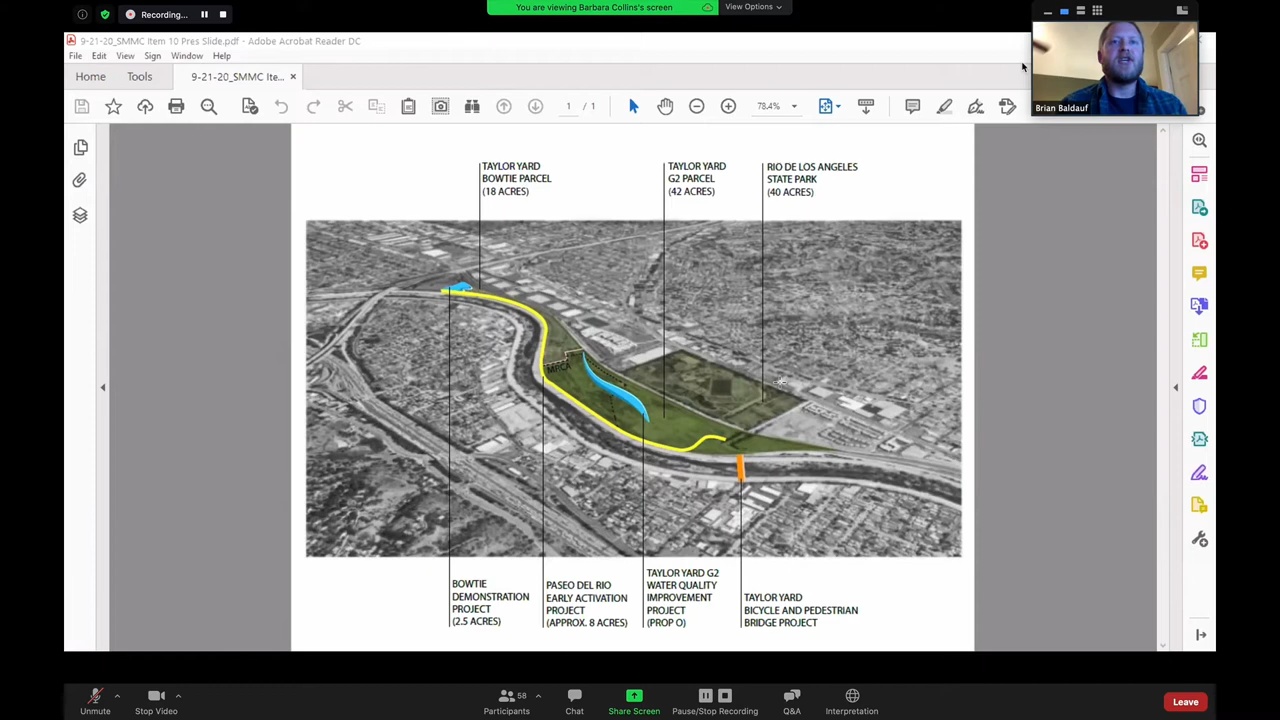 Recording...
You are viewing Barbara Collins's screen
View Options
9-21-20_SMMC Item 10 Pres Slide.pdf - Adobe Acrobat Reader DC
File Edit View Sign Window Help
Home Tools 9-21-20_SMMC Ite... ×
1 / 1 78.4%
Brian Baldauf
TAYLOR YARD
BOWTIE PARCEL
(18 ACRES)
TAYLOR YARD
G2 PARCEL
(42 ACRES)
RIO DE LOS ANGELES
STATE PARK
(40 ACRES)
MRCA
BOWTIE
DEMONSTRATION
PROJECT
(2.5 ACRES)
PASEO DEL RIO
EARLY ACTIVATION
PROJECT
(APPROX. 8 ACRES)
TAYLOR YARD G2
WATER QUALITY
IMPROVEMENT
PROJECT
(PROP O)
TAYLOR YARD
BICYCLE AND PEDESTRIAN
BRIDGE PROJECT
Unmute
Stop Video
58
Participants
Chat
Share Screen
Pause/Stop Recording
Q&A
Interpretation
Leave